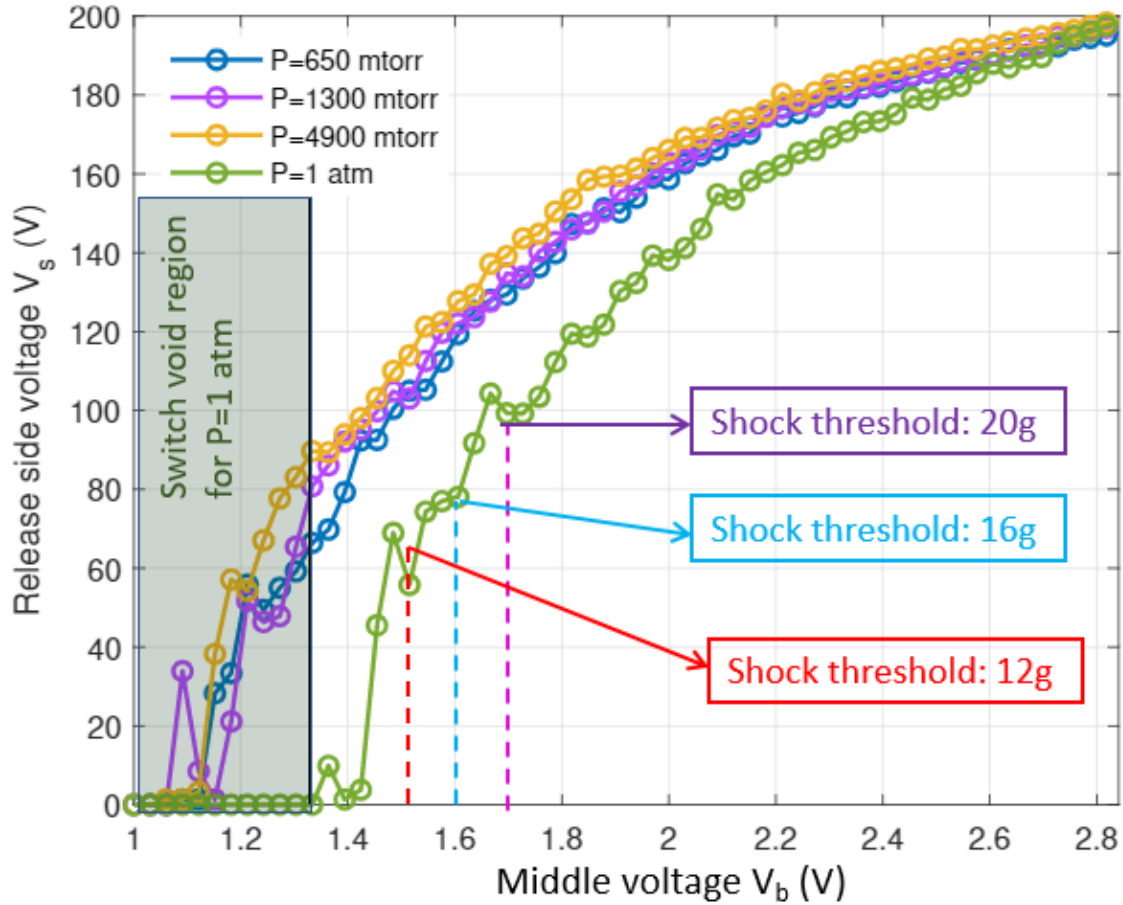 200
180
160
140
120
100
80
60
40
20
0
Release side voltage V_s (V)
P=650 mtorr
P=1300 mtorr
P=4900 mtorr
P=1 atm
Switch void region
for P=1 atm
Shock threshold: 20g
Shock threshold: 16g
Shock threshold: 12g
1 1.2 1.4 1.6 1.8 2 2.2 2.4 2.6 2.8
Middle voltage V_b (V)